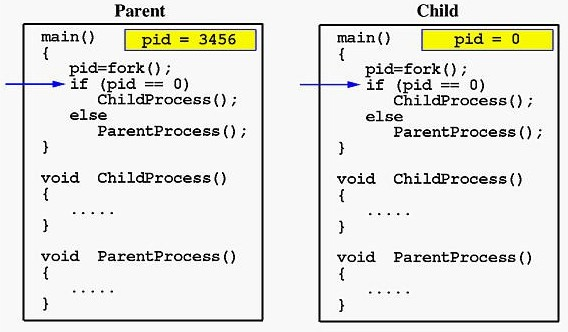 Parent
main()
pid = 3456
{
pid=fork();
if (pid == 0)
ChildProcess();
else
ParentProcess();
}
void ChildProcess()
{
.....
}
void ParentProcess()
{
.....
}
Child
main()
pid = 0
{
pid=fork();
if (pid == 0)
ChildProcess();
else
ParentProcess();
}
void ChildProcess()
{
.....
}
void ParentProcess()
{
.....
}